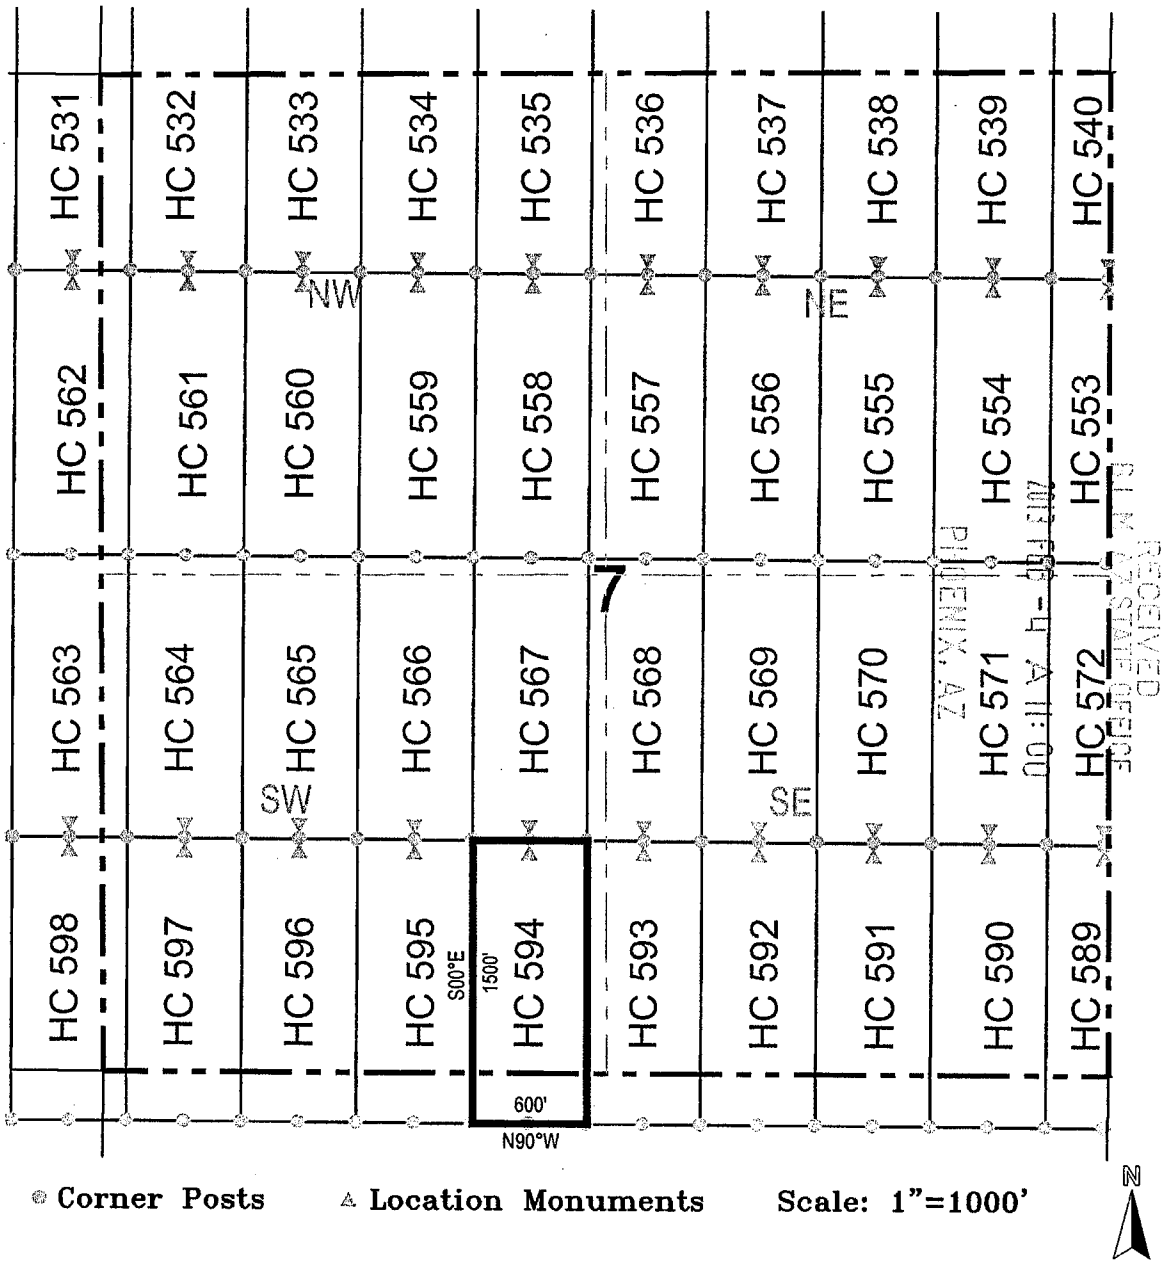 HC 531
HC 532
HC 533
HC 534
HC 535
HC 536
HC 537
HC 538
HC 539
HC 540
NW
NE
HC 562
HC 561
HC 560
HC 559
HC 558
HC 557
HC 556
HC 555
HC 554
HC 553
7
HC 563
HC 564
HC 565
HC 566
HC 567
HC 568
HC 569
HC 570
HC 571
HC 572
RECEIVED
B.L.M. AZ STATE OFFICE
2013 FEB -4 A 11: 00
PHOENIX, AZ
SW
SE
HC 598
HC 597
HC 596
HC 595
S00°E
1500'
HC 594
HC 593
HC 592
HC 591
HC 590
HC 589
600'
N90°W
Corner Posts
Location Monuments
Scale: 1”=1000’
N